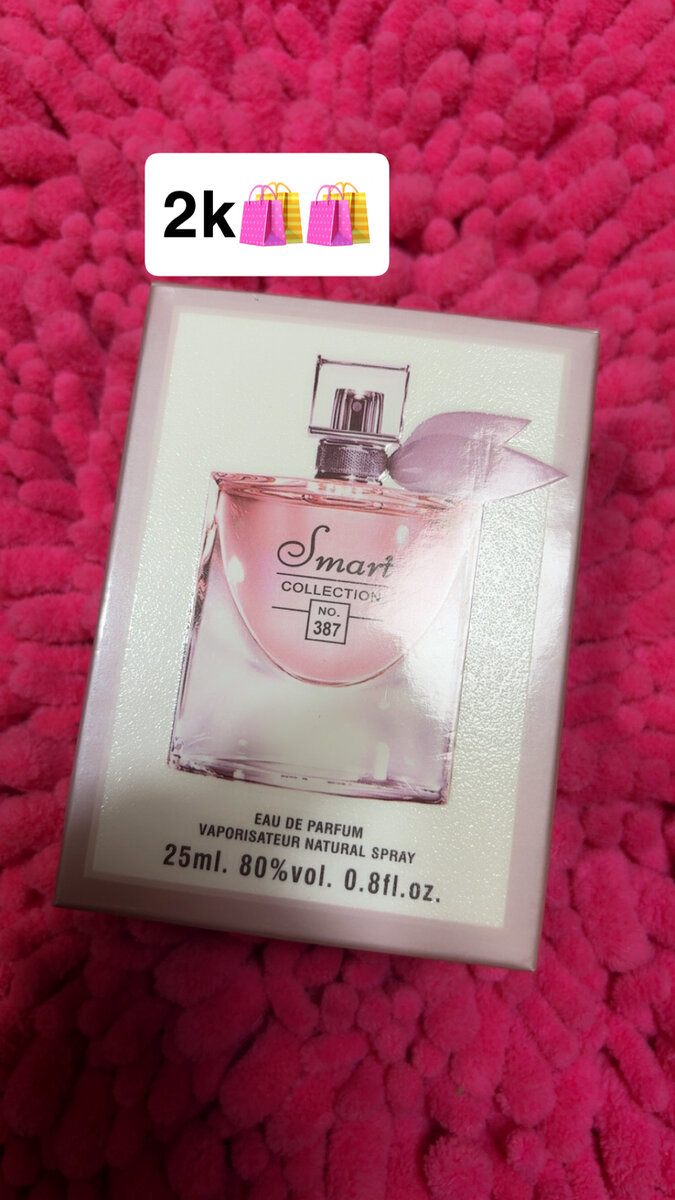 2k🛍️🛍️
Smart
COLLECTION
NO.
387
EAU DE PARFUM
VAPORISATEUR NATURAL SPRAY
25ml. 80%vol. 0.8fl.oz.